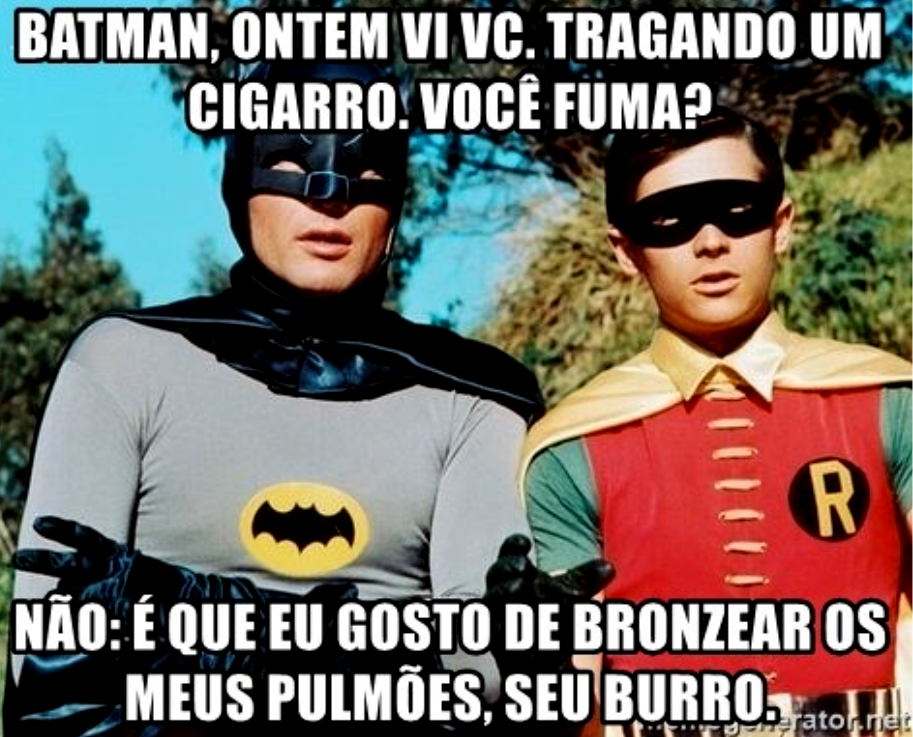 BATMAN, ONTEM VI VC. TRAGANDO UM
CIGARRO. VOCÊ FUMA?
R
NÃO: É QUE EU GOSTO DE BRONZEAR OS
MEUS PULMÕES, SEU BURRO.